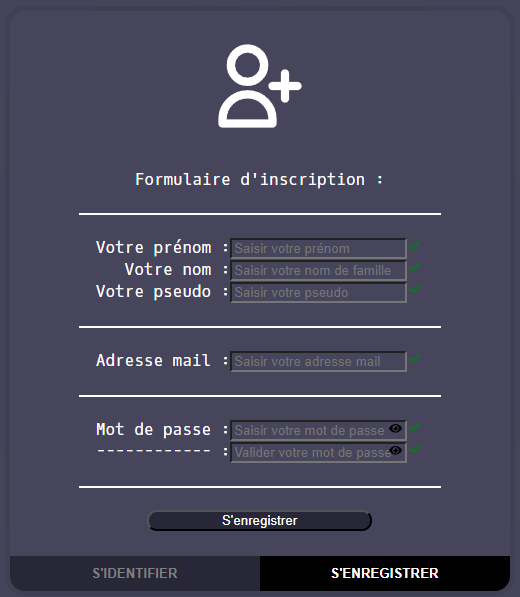 Formulaire d'inscription :
Votre prénom : Saisir votre prénom
Votre nom : Saisir votre nom de famille
Votre pseudo : Saisir votre pseudo
Adresse mail : Saisir votre adresse mail
Mot de passe : Saisir votre mot de passe
------------ : Valider votre mot de passe
S'enregistrer
S'IDENTIFIER S'ENREGISTRER